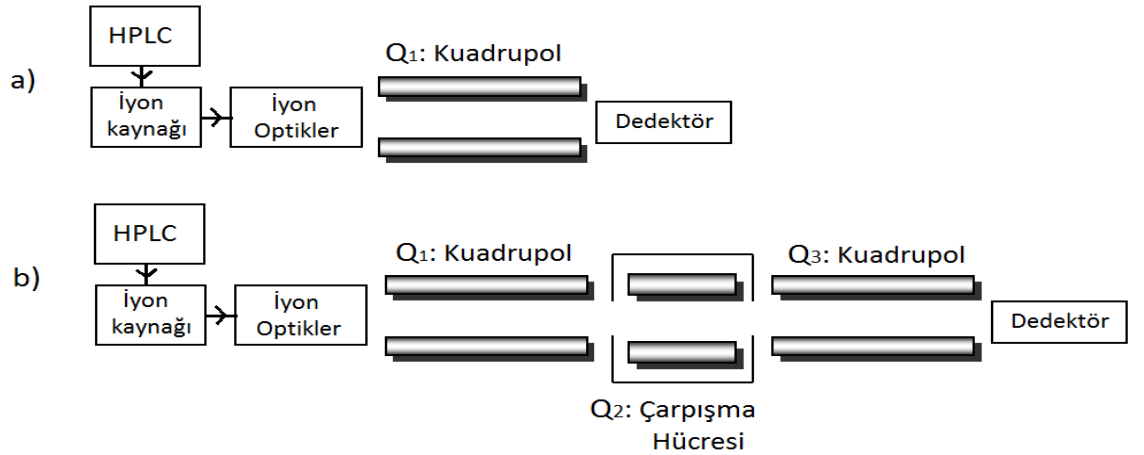 a)
HPLC
İyon
kaynağı
İyon
Optikler
Q1: Kuadrupol
Dedektör
b)
HPLC
İyon
kaynağı
İyon
Optikler
Q1: Kuadrupol
Q2: Çarpışma
Hücresi
Q3: Kuadrupol
Dedektör